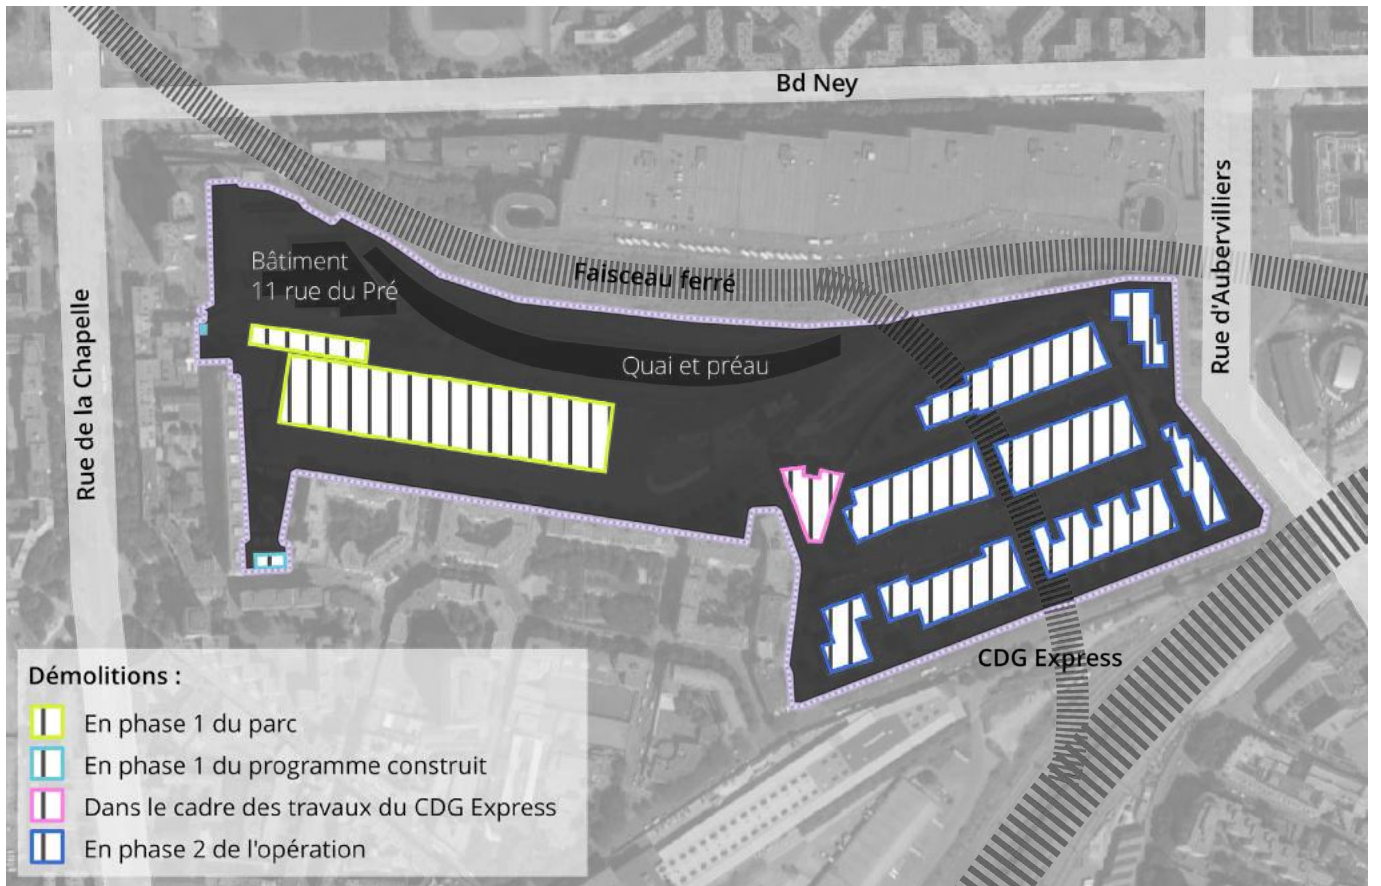 Bd Ney
Rue d'Aubervilliers
Bâtiment
11 rue du Pré
Faisceau ferré
Rue de la Chapelle
Quai et préau
CDG Express
Démolitions :
En phase 1 du parc
En phase 1 du programme construit
Dans le cadre des travaux du CDG Express
En phase 2 de l'opération